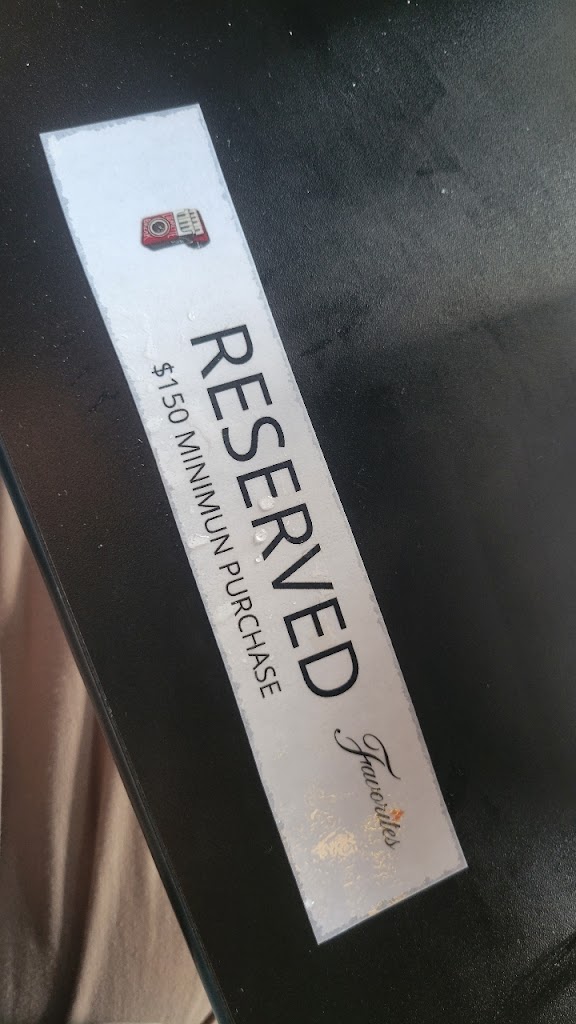 RESERVED
$150 MINIMUN PURCHASE
Favorites